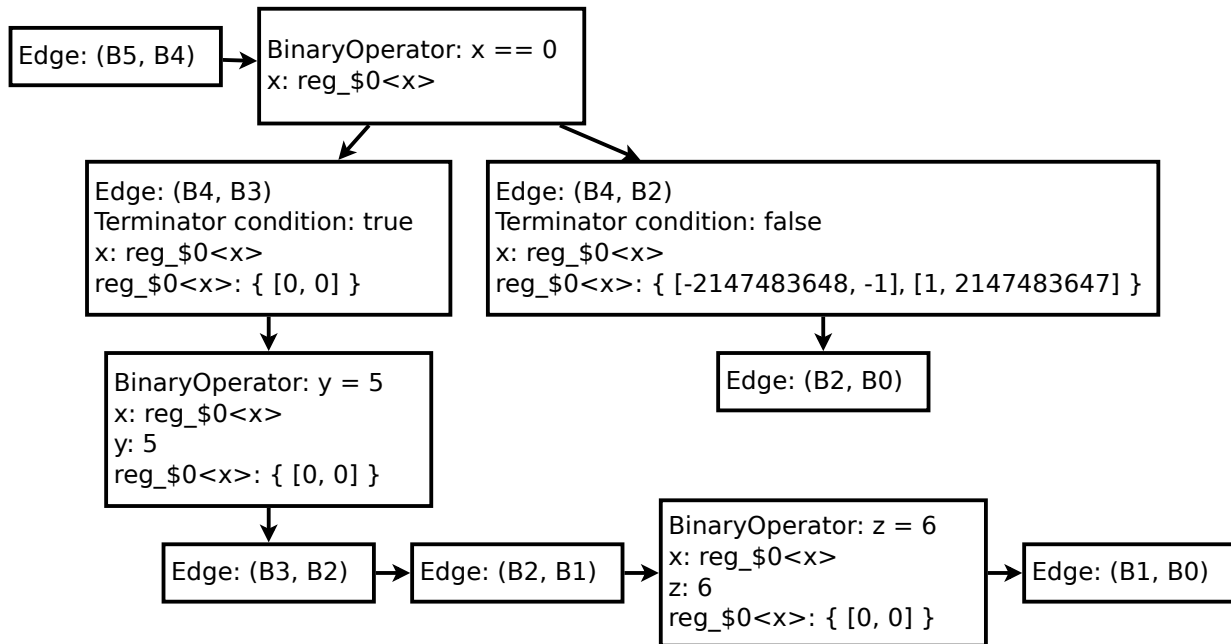 Edge: (B5, B4)
BinaryOperator: x == 0
x: reg_$0<x>
Edge: (B4, B3)
Terminator condition: true
x: reg_$0<x>
reg_$0<x>: { [0, 0] }
Edge: (B4, B2)
Terminator condition: false
x: reg_$0<x>
reg_$0<x>: { [-2147483648, -1], [1, 2147483647] }
BinaryOperator: y = 5
x: reg_$0<x>
y: 5
reg_$0<x>: { [0, 0] }
Edge: (B2, B0)
Edge: (B3, B2)
Edge: (B2, B1)
BinaryOperator: z = 6
x: reg_$0<x>
z: 6
reg_$0<x>: { [0, 0] }
Edge: (B1, B0)